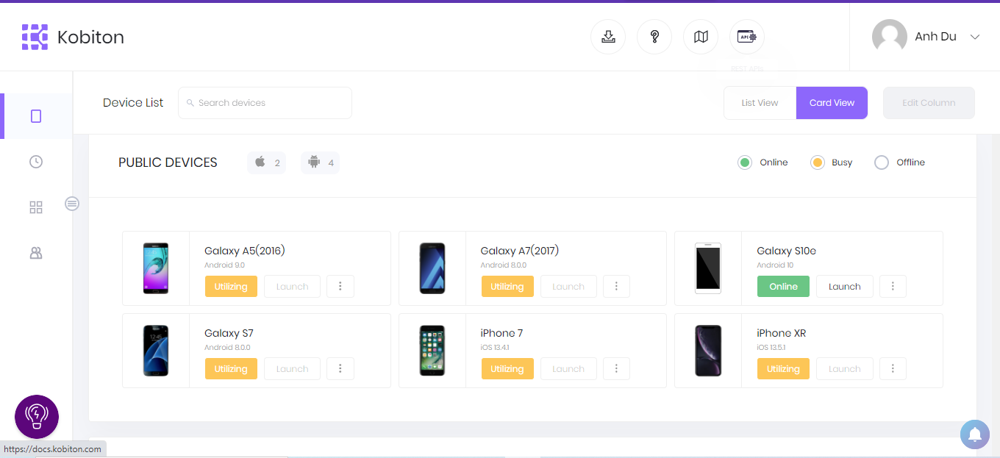 Kobiton
API
Anh Du
REST APIs
Device List
Search devices
List View
Card View
Edit Column
PUBLIC DEVICES
2
4
Online
Busy
Offline
Galaxy A5(2016)
Android 9.0
Utilizing
Launch
Galaxy A7(2017)
Android 8.0.0
Utilizing
Launch
Galaxy S10e
Android 10
Online
Launch
Galaxy S7
Android 8.0.0
Utilizing
Launch
12:45
iPhone 7
iOS 13.4.1
Utilizing
Launch
iPhone XR
iOS 13.5.1
Utilizing
Launch
https://docs.kobiton.com